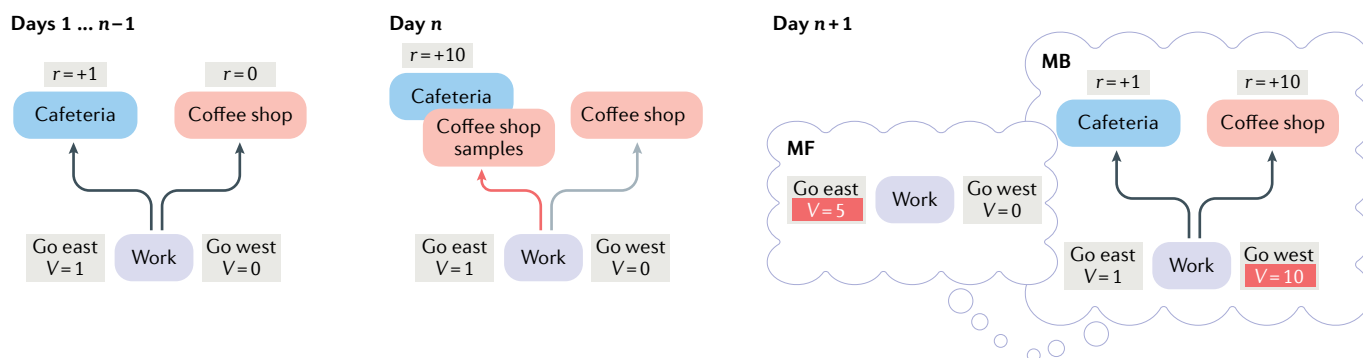 Days 1 ... n−1
r=+1
r=0
Cafeteria
Coffee shop
Go east
V=1
Work
Go west
V=0
Day n
r=+10
Cafeteria
Coffee shop
samples
Coffee shop
Go east
V=1
Work
Go west
V=0
Day n+1
MF
Go east
V=5
Work
Go west
V=0
MB
r=+1
r=+10
Cafeteria
Coffee shop
Go east
V=1
Work
Go west
V=10